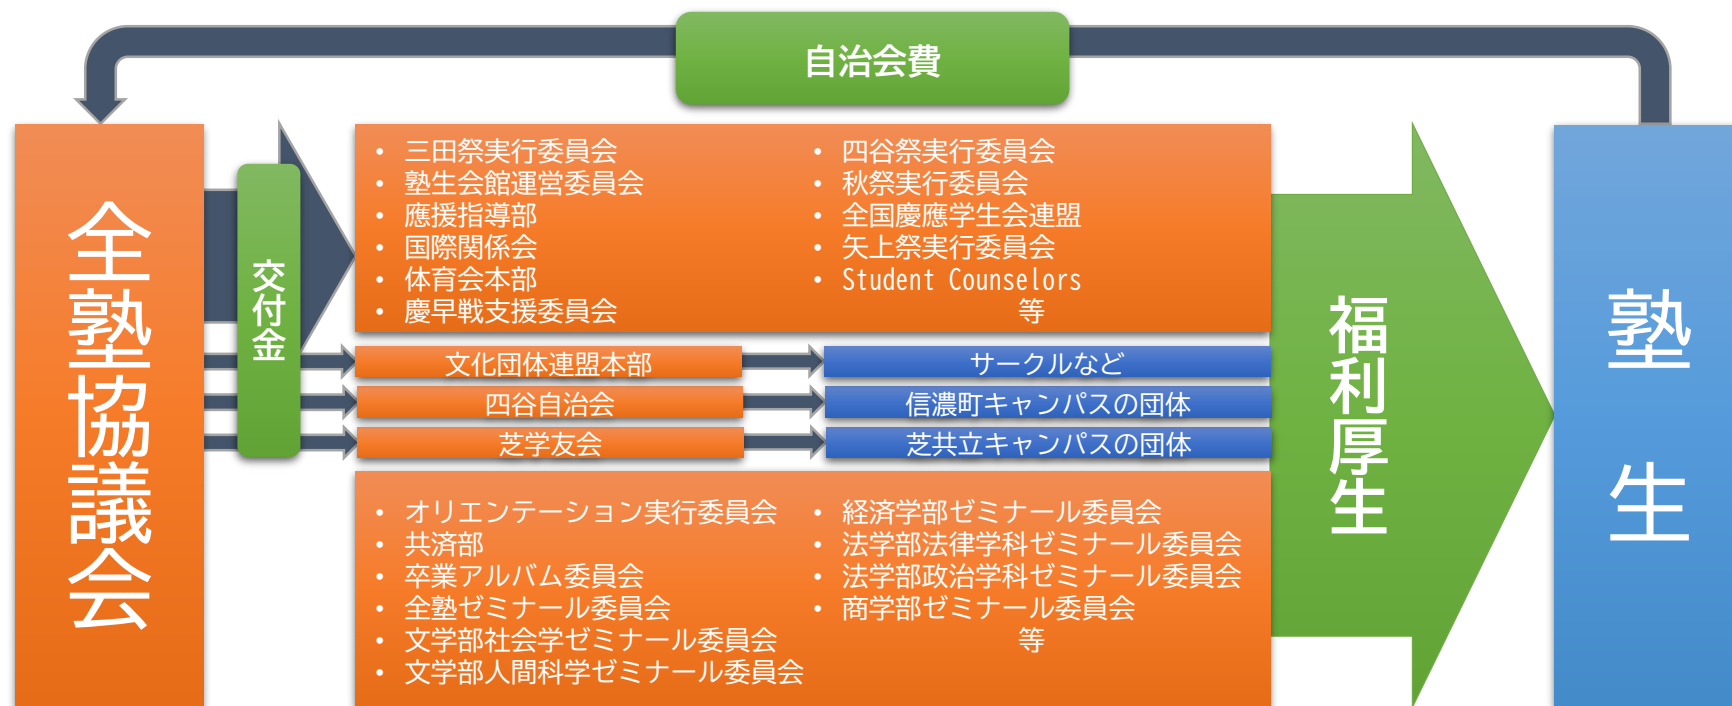 自治会費
全塾協議会
交付金
• 三田祭実行委員会
• 塾生会館運営委員会
• 應援指導部
• 国際関係会
• 体育会本部
• 慶早戦支援委員会
• 四谷祭実行委員会
• 秋祭実行委員会
• 全国慶應学生会連盟
• 矢上祭実行委員会
• Student Counselors
等
文化団体連盟本部
サークルなど
四谷自治会
信濃町キャンパスの団体
芝学友会
芝共立キャンパスの団体
• オリエンテーション実行委員会
• 共済部
• 卒業アルバム委員会
• 全塾ゼミナール委員会
• 文学部社会学ゼミナール委員会
• 文学部人間科学ゼミナール委員会
• 経済学部ゼミナール委員会
• 法学部法律学科ゼミナール委員会
• 法学部政治学科ゼミナール委員会
• 商学部ゼミナール委員会
等
福利厚生
塾生